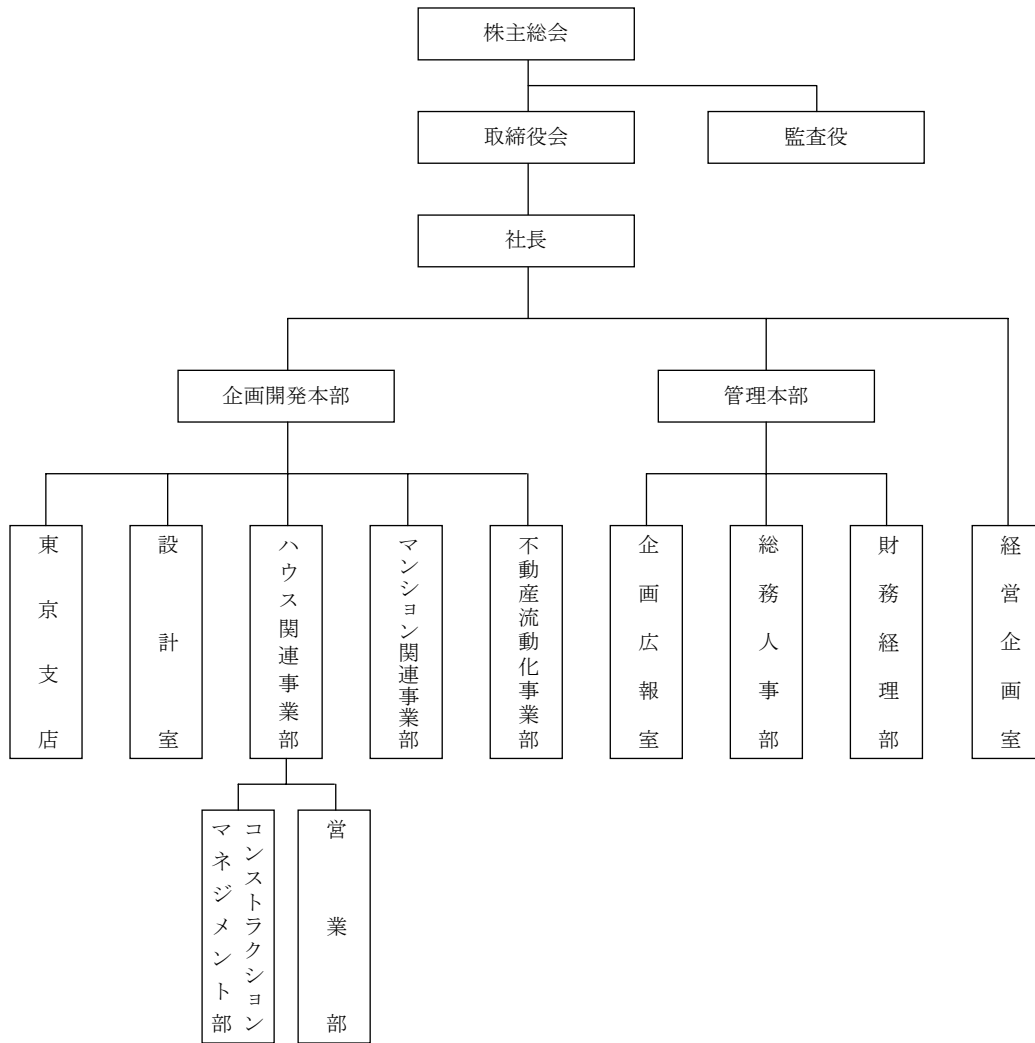 株主総会
取締役会
監査役
社長
企画開発本部
管理本部
東京支店
設計室
ハウス関連事業部
マンション関連事業部
不動産流動化事業部
企画広報室
総務人事部
財務経理部
経営企画室
コンストラクション
マネジメント部
営業部